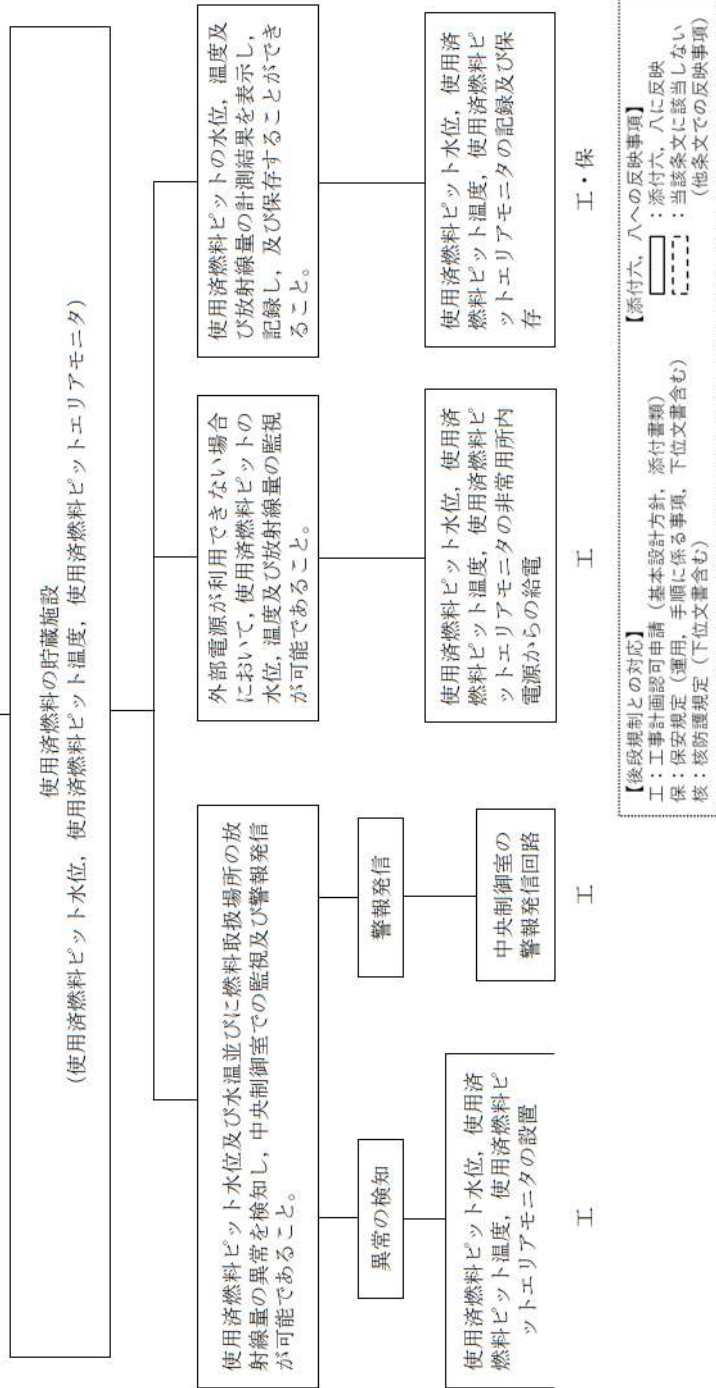 使用済燃料の貯蔵施設
(使用済燃料ピット水位，使用済燃料ピット温度，使用済燃料ピットエリアモニタ)
使用済燃料ピット水位及び水温並びに燃料取扱場所の放
射線量の異常を検知し，中央制御室での監視及び警報発信
が可能であること。
異常の検知
使用済燃料ピット水位，使用済
燃料ピット温度，使用済燃料ピ
ットエリアモニタの設置
工
警報発信
中央制御室の
警報発信回路
工
外部電源が利用できない場合
において，使用済燃料ピットの
水位，温度及び放射線量の監視
が可能であること。
使用済燃料ピット水位，使用済
燃料ピット温度，使用済燃料ピ
ットエリアモニタの非常用所内
電源からの給電
工
使用済燃料ピットの水位，温度及
び放射線量の計測結果を表示し，
記録し，及び保存することができ
ること。
使用済燃料ピット水位，使用済
燃料ピット温度，使用済燃料ピ
ットエリアモニタの記録及び保
存
工・保
【後段規制との対応】
工：工事計画認可申請（基本設計方針，添付書類）
保：保安規定（運用，手順に係る事項，下位文書含む）
核：核防護規定（下位文書含む）
【添付六，八への反映事項】
：添付六，八に反映
：当該条文に該当しない
（他条文での反映事項）